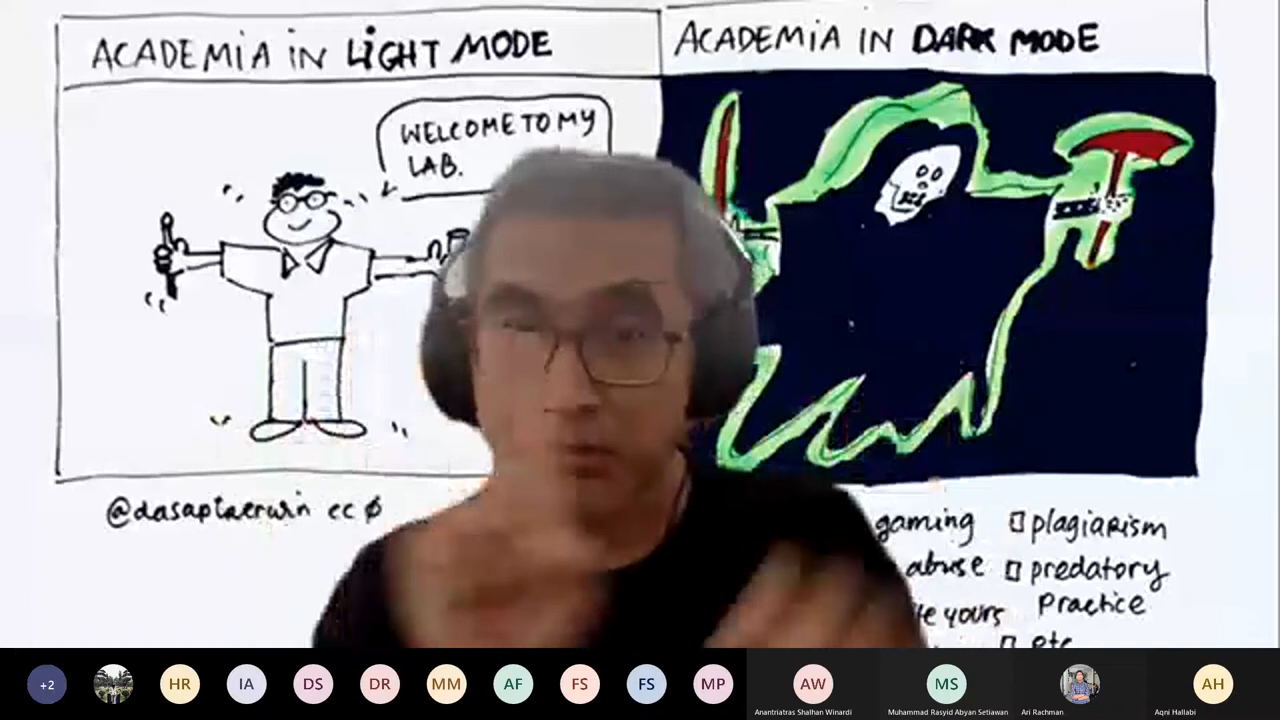 ACADEMIA IN LIGHT MODE
ACADEMIA IN DARK MODE
WELCOME TO MY
LAB.
@dasaptaerwin cc φ
gaming
plagiarism
abuse
predatory
yours
Practice
etc
+2
HR
IA
DS
DR
MM
AF
FS
FS
MP
AW
MS
AH
Anantriatras Shalhan Winardi
Muhammad Rasyid Abyan Setiawan
Ari Rachman
Aqni Hallabi